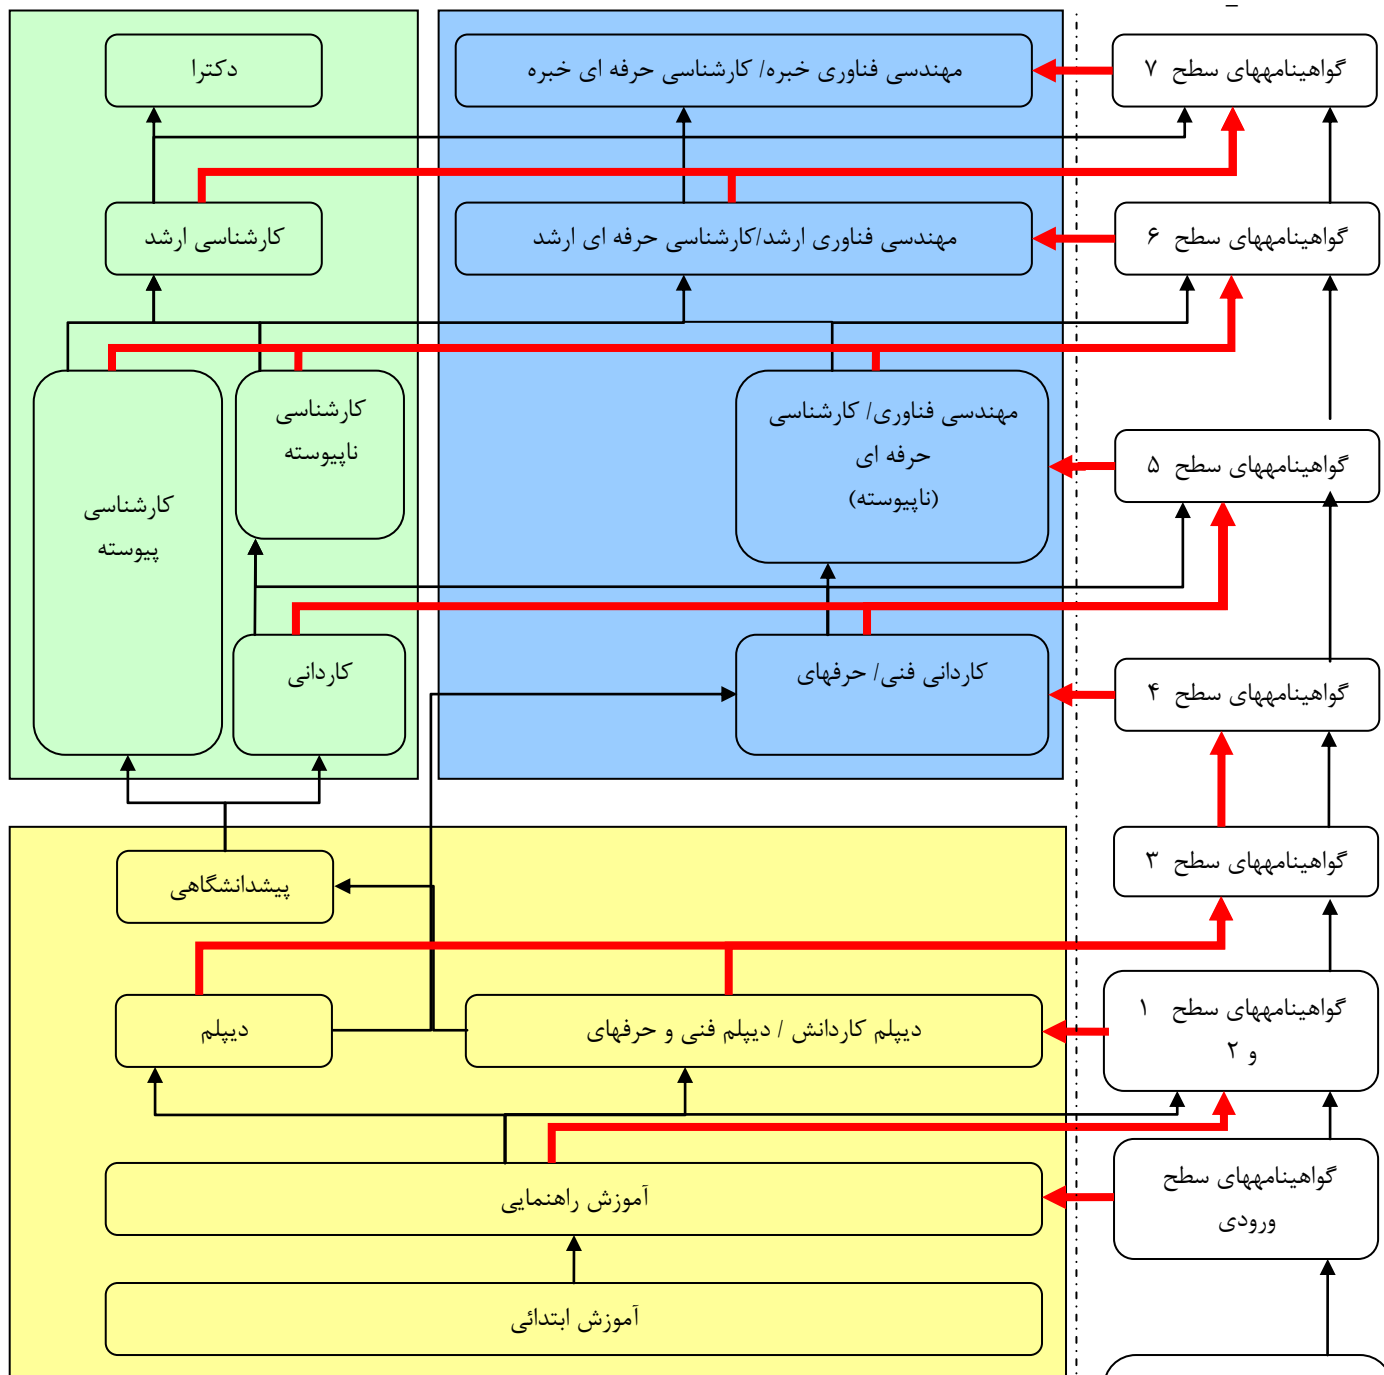 گواهینامههای سطح ۷
مهندسی فناوری خبره/ کارشناسی حرفه ای خبره
دکترا
گواهینامههای سطح ۶
مهندسی فناوری ارشد/کارشناسی حرفه ای ارشد
کارشناسی ارشد
گواهینامههای سطح ۵
مهندسی فناوری/ کارشناسی
حرفه ای
(ناپیوسته)
کارشناسی
ناپیوسته
کارشناسی
پیوسته
گواهینامههای سطح ۴
کاردانی فنی/ حرفهای
کاردانی
گواهینامههای سطح ۳
پیشدانشگاهی
گواهینامههای سطح ۱
و ۲
دیپلم کاردانش / دیپلم فنی و حرفهای
دیپلم
گواهینامههای سطح
ورودی
آموزش راهنمایی
آموزش ابتدائی